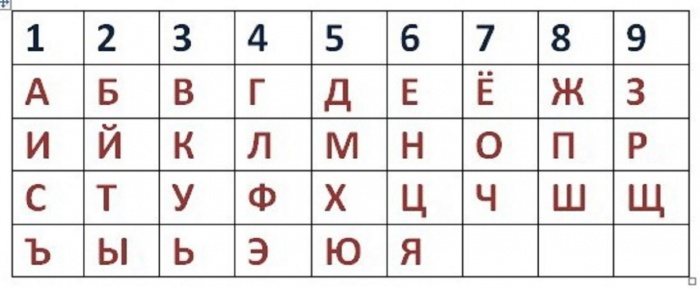 1 2 3 4 5 6 7 8 9
А Б В Г Д Е Ё Ж З
И Й К Л М Н О П Р
С Т У Ф Х Ц Ч Ш Щ
Ъ Ы Ь Э Ю Я